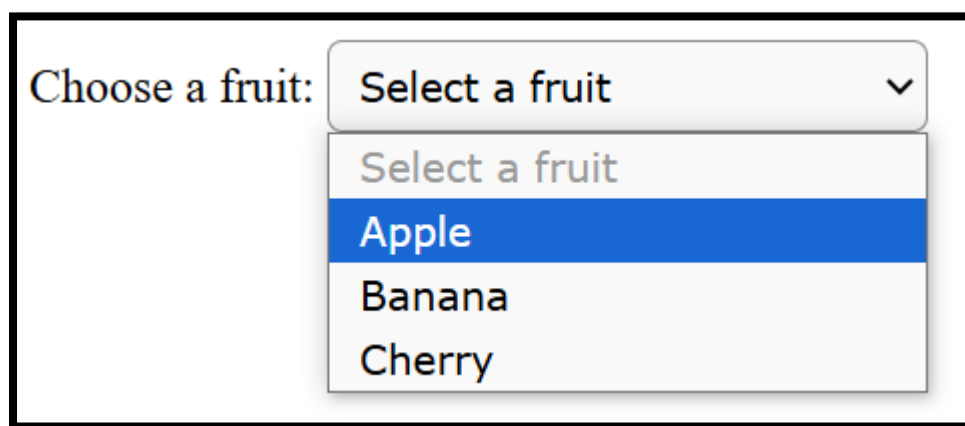 Choose a fruit: Select a fruit
Select a fruit
Apple
Banana
Cherry